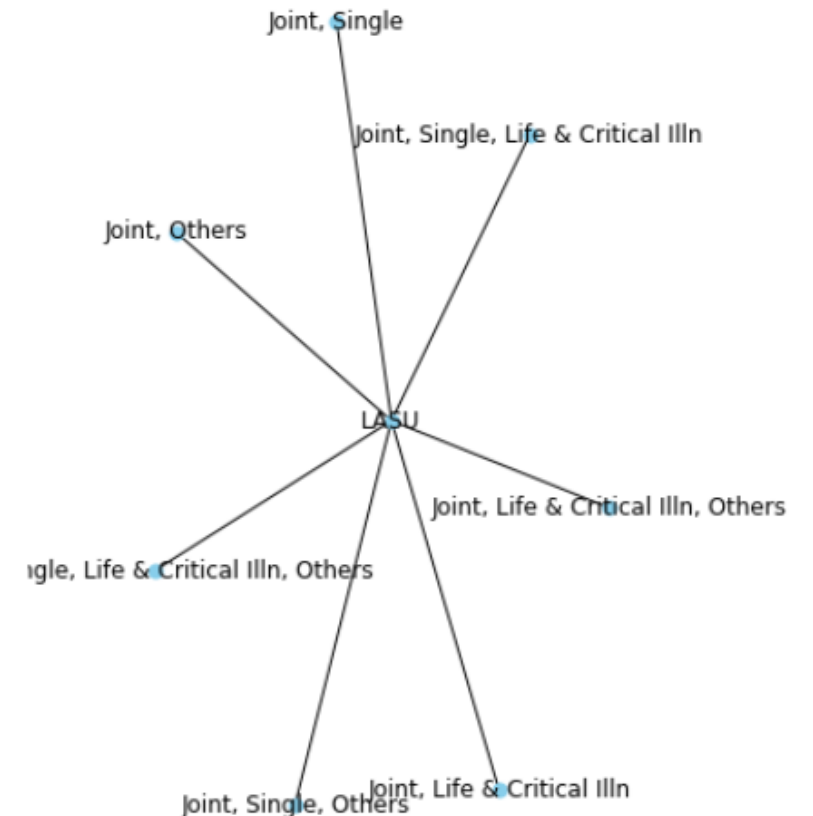 Joint, Single
Joint, Single, Life & Critical Illn
Joint, Others
LASU
Joint, Life & Critical Illn, Others
Life & Critical Illn, Others
Joint, Life & Critical Illn
Joint, Single, Others